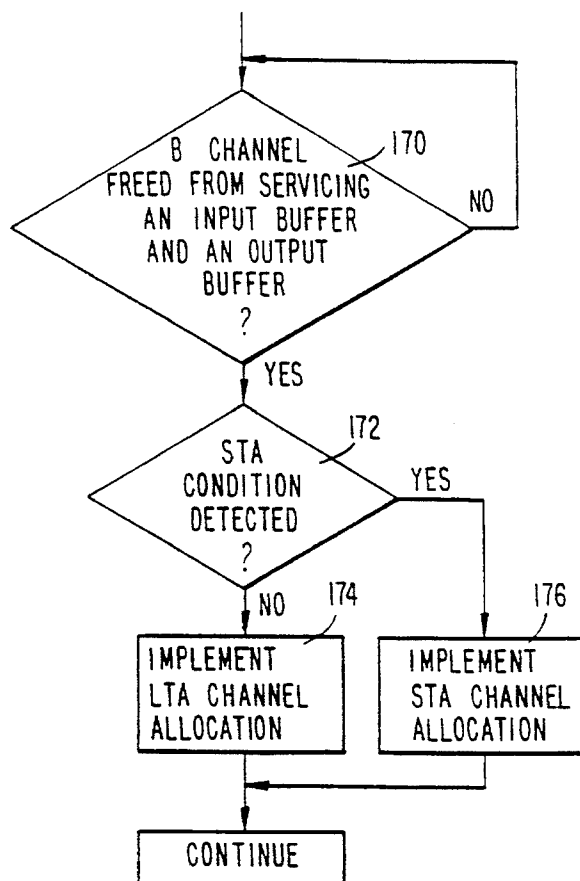 B CHANNEL
FREED FROM SERVICING
AN INPUT BUFFER
AND AN OUTPUT
BUFFER
?
170
NO
YES
STA
CONDITION
DETECTED
?
172
YES
NO
174
IMPLEMENT
LTA CHANNEL
ALLOCATION
176
IMPLEMENT
STA CHANNEL
ALLOCATION
CONTINUE